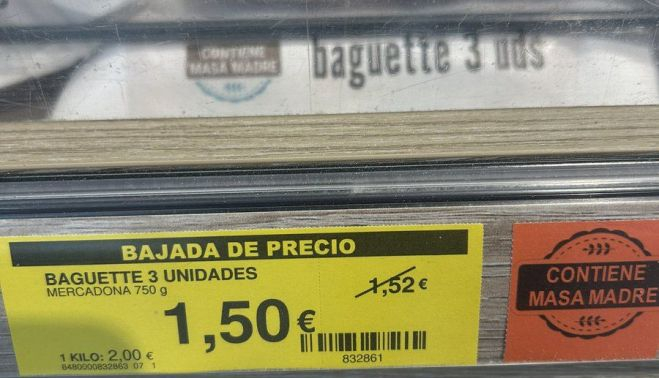 CONTIENE
MASA MADRE
baguette 3 uds
BAJADA DE PRECIO
BAGUETTE 3 UNIDADES
MERCADONA 750 g
1,52 €
1,50 €
1 KILO: 2,00 €
8480000832863 07 1
832861
CONTIENE
MASA MADRE